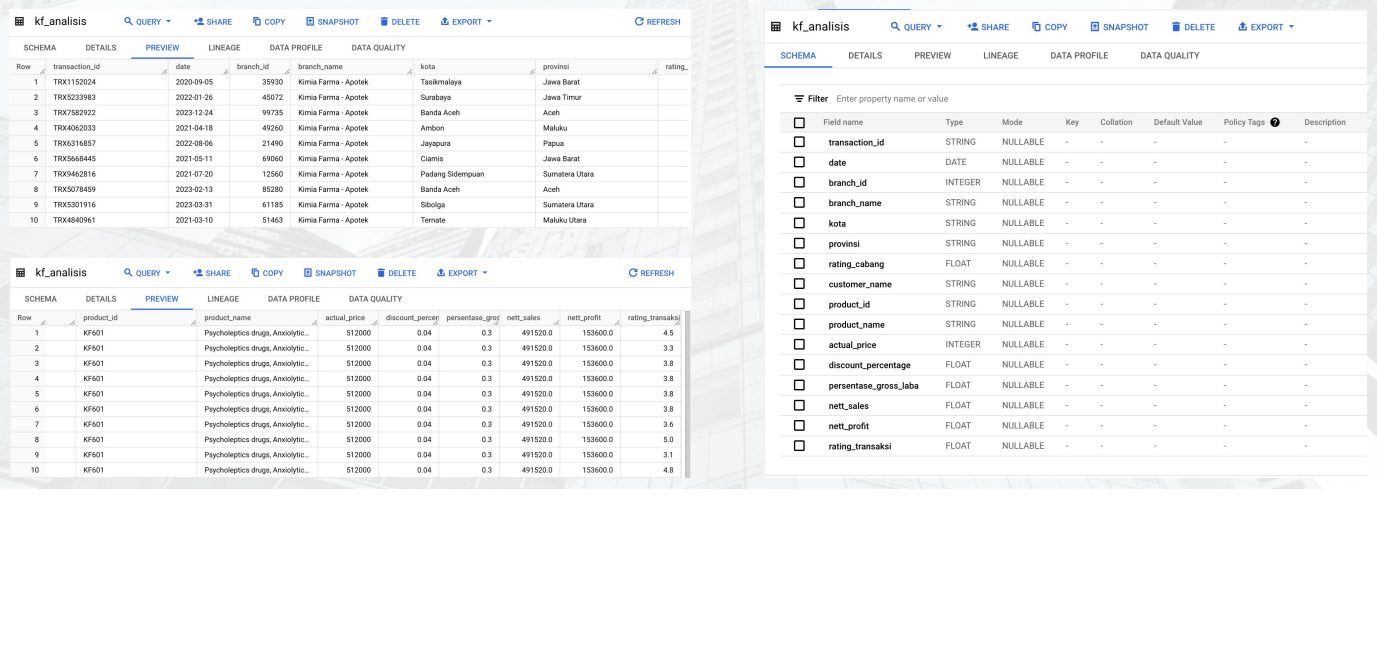 kf_analisis QUERY SHARE COPY SNAPSHOT DELETE EXPORT REFRESH
SCHEMA DETAILS PREVIEW LINEAGE DATA PROFILE DATA QUALITY
Row transaction_id date branch_id branch_name kota provinsi rating_
1 TRX1152024 2020-09-05 35930 Kimia Farma - Apotek Tasikmalaya Jawa Barat
2 TRX5233983 2022-01-26 45072 Kimia Farma - Apotek Surabaya Jawa Timur
3 TRX7582922 2023-12-24 99735 Kimia Farma - Apotek Banda Aceh Aceh
4 TRX4062033 2021-04-18 49260 Kimia Farma - Apotek Ambon Maluku
5 TRX6316857 2022-08-06 21490 Kimia Farma - Apotek Jayapura Papua
6 TRX5668445 2021-05-11 69060 Kimia Farma - Apotek Ciamis Jawa Barat
7 TRX9462816 2021-07-20 12560 Kimia Farma - Apotek Padang Sidempuan Sumatera Utara
8 TRX5078459 2023-02-13 85280 Kimia Farma - Apotek Banda Aceh Aceh
9 TRX5301916 2023-03-31 61185 Kimia Farma - Apotek Sibolga Sumatera Utara
10 TRX4840961 2021-03-10 51463 Kimia Farma - Apotek Ternate Maluku Utara
kf_analisis QUERY SHARE COPY SNAPSHOT DELETE EXPORT REFRESH
SCHEMA DETAILS PREVIEW LINEAGE DATA PROFILE DATA QUALITY
Row product_id product_name actual_price discount_percen persentase_gros nett_sales nett_profit rating_transaksi
1 KF601 Psycholeptics drugs, Anxiolytic... 512000 0.04 0.3 491520.0 153600.0 4.5
2 KF601 Psycholeptics drugs, Anxiolytic... 512000 0.04 0.3 491520.0 153600.0 3.3
3 KF601 Psycholeptics drugs, Anxiolytic... 512000 0.04 0.3 491520.0 153600.0 3.8
4 KF601 Psycholeptics drugs, Anxiolytic... 512000 0.04 0.3 491520.0 153600.0 3.8
5 KF601 Psycholeptics drugs, Anxiolytic... 512000 0.04 0.3 491520.0 153600.0 3.8
6 KF601 Psycholeptics drugs, Anxiolytic... 512000 0.04 0.3 491520.0 153600.0 3.8
7 KF601 Psycholeptics drugs, Anxiolytic... 512000 0.04 0.3 491520.0 153600.0 3.6
8 KF601 Psycholeptics drugs, Anxiolytic... 512000 0.04 0.3 491520.0 153600.0 5.0
9 KF601 Psycholeptics drugs, Anxiolytic... 512000 0.04 0.3 491520.0 153600.0 3.1
10 KF601 Psycholeptics drugs, Anxiolytic... 512000 0.04 0.3 491520.0 153600.0 4.8
kf_analisis QUERY SHARE COPY SNAPSHOT DELETE EXPORT
SCHEMA DETAILS PREVIEW LINEAGE DATA PROFILE DATA QUALITY
Filter Enter property name or value
Field name Type Mode Key Collation Default Value Policy Tags ? Description
transaction_id STRING NULLABLE - - - - -
date DATE NULLABLE - - - - -
branch_id INTEGER NULLABLE - - - - -
branch_name STRING NULLABLE - - - - -
kota STRING NULLABLE - - - - -
provinsi STRING NULLABLE - - - - -
rating_cabang FLOAT NULLABLE - - - - -
customer_name STRING NULLABLE - - - - -
product_id STRING NULLABLE - - - - -
product_name STRING NULLABLE - - - - -
actual_price INTEGER NULLABLE - - - - -
discount_percentage FLOAT NULLABLE - - - - -
persentase_gross_laba FLOAT NULLABLE - - - - -
nett_sales FLOAT NULLABLE - - - - -
nett_profit FLOAT NULLABLE - - - - -
rating_transaksi FLOAT NULLABLE - - - - -